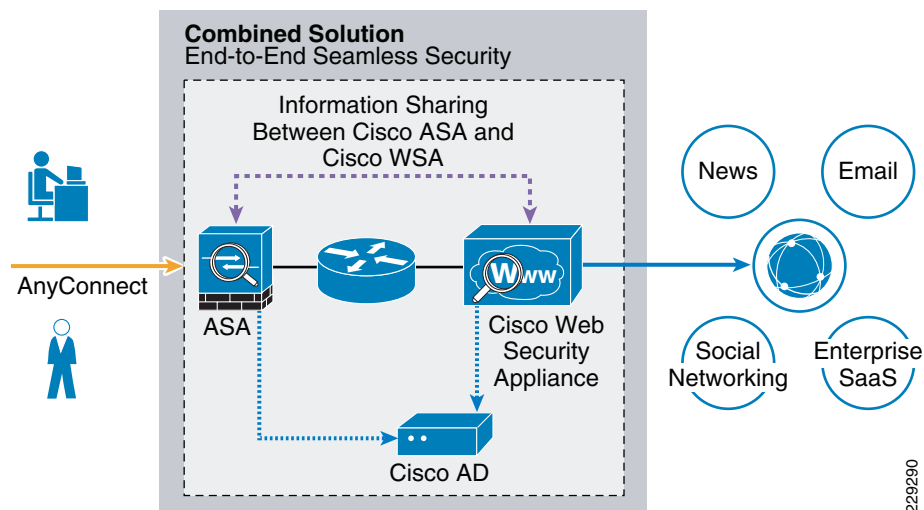 Combined Solution
End-to-End Seamless Security
Information Sharing
Between Cisco ASA and
Cisco WSA
News
Email
AnyConnect
ASA
Www
Cisco Web
Security
Appliance
Social
Networking
Enterprise
SaaS
Cisco AD
229290